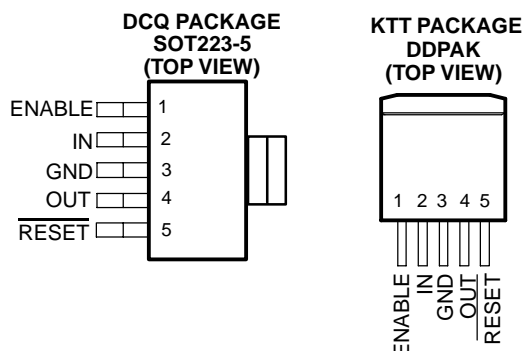 DCQ PACKAGE
SOT223-5
(TOP VIEW)
ENABLE
1
IN
2
GND
3
OUT
4
RESET
5
KTT PACKAGE
DDPAK
(TOP VIEW)
1 2 3 4 5
ENABLE
IN
GND
OUT
RESET